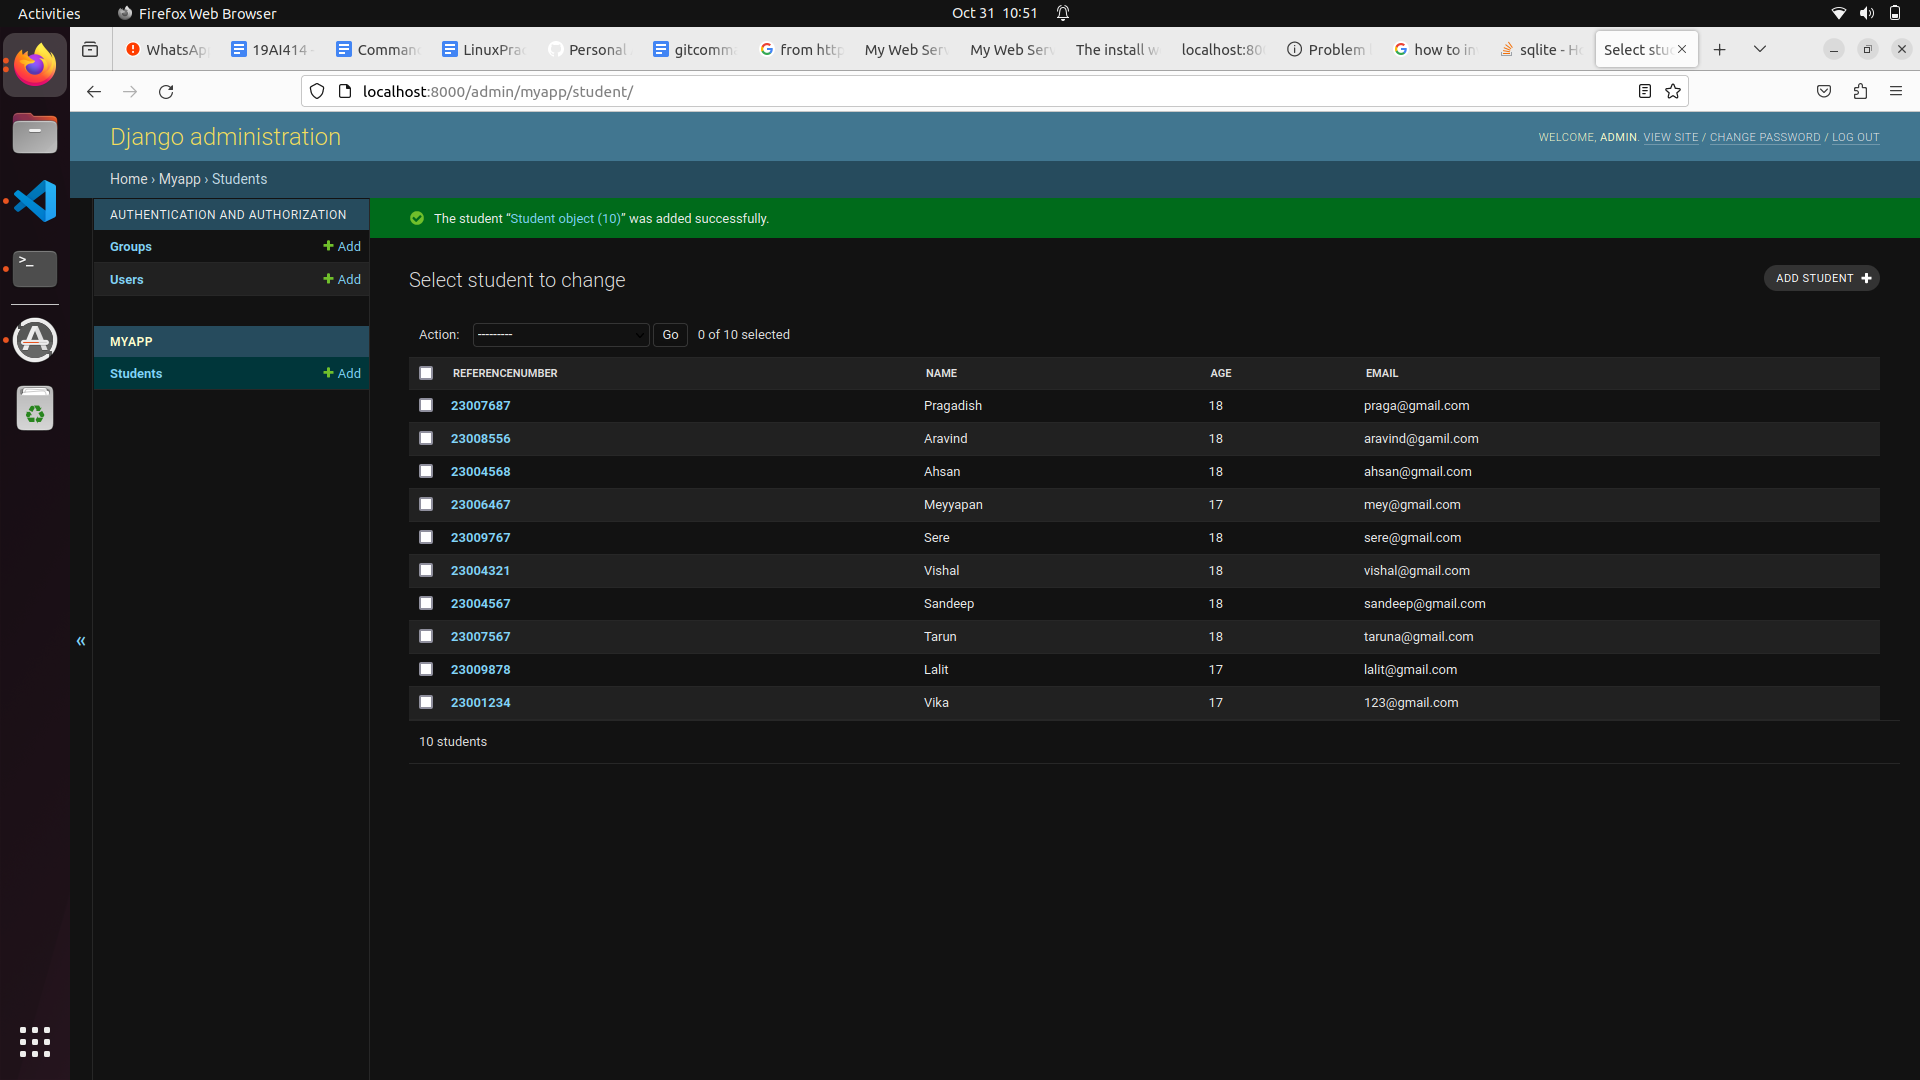 Activities
Firefox Web Browser
Oct 31 10:51
WhatsAp
19AI414 -
Comman
LinuxPra
Personal
gitcomm
from http
My Web Serv
My Web Serv
The install w
localhost:80
Problem
how to im
sqlite - Ho
Select stud
localhost:8000/admin/myapp/student/
Django administration
WELCOME, ADMIN. VIEW SITE / CHANGE PASSWORD / LOG OUT
Home › Myapp › Students
AUTHENTICATION AND AUTHORIZATION
Groups
Add
Users
Add
MYAPP
Students
Add
«
The student “Student object (10)” was added successfully.
Select student to change
ADD STUDENT
Action: --------- Go 0 of 10 selected
REFERENCENUMBER NAME AGE EMAIL
23007687 Pragadish 18 praga@gmail.com
23008556 Aravind 18 aravind@gamil.com
23004568 Ahsan 18 ahsan@gmail.com
23006467 Meyyapan 17 mey@gmail.com
23009767 Sere 18 sere@gmail.com
23004321 Vishal 18 vishal@gmail.com
23004567 Sandeep 18 sandeep@gmail.com
23007567 Tarun 18 taruna@gmail.com
23009878 Lalit 17 lalit@gmail.com
23001234 Vika 17 123@gmail.com
10 students